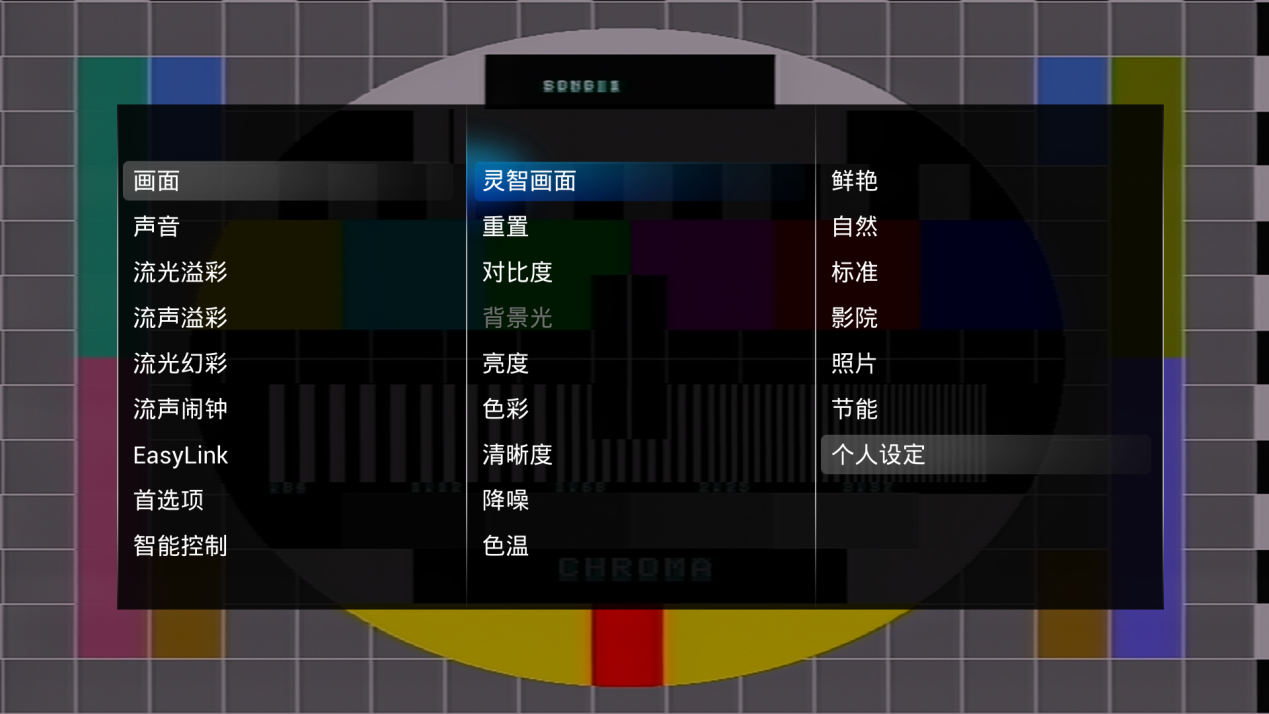 画面
声音
流光溢彩
流声溢彩
流光幻彩
流声闹钟
EasyLink
首选项
智能控制
灵智画面
重置
对比度
背景光
亮度
色彩
清晰度
降噪
色温
鲜艳
自然
标准
影院
照片
节能
个人设定
CHROMA